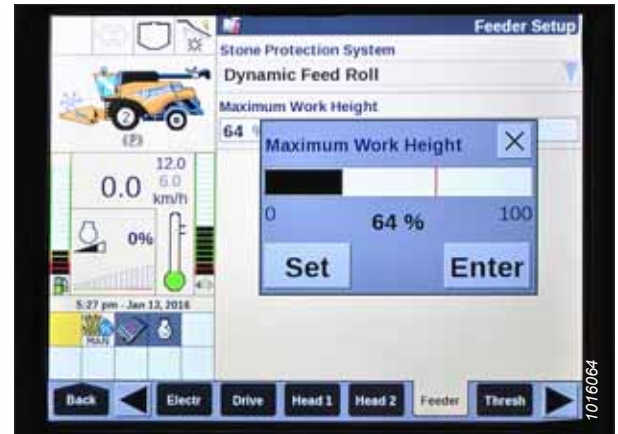 Feeder Setup
Stone Protection System
Dynamic Feed Roll
Maximum Work Height
64
Maximum Work Height
0
64 %
100
Set
Enter
2
(P)
0.0
12.0
6.0
km/h
0%
5:27 pm - Jan 13, 2016
MAN
Back
Electr
Drive
Head 1
Head 2
Feeder
Thresh
1016064